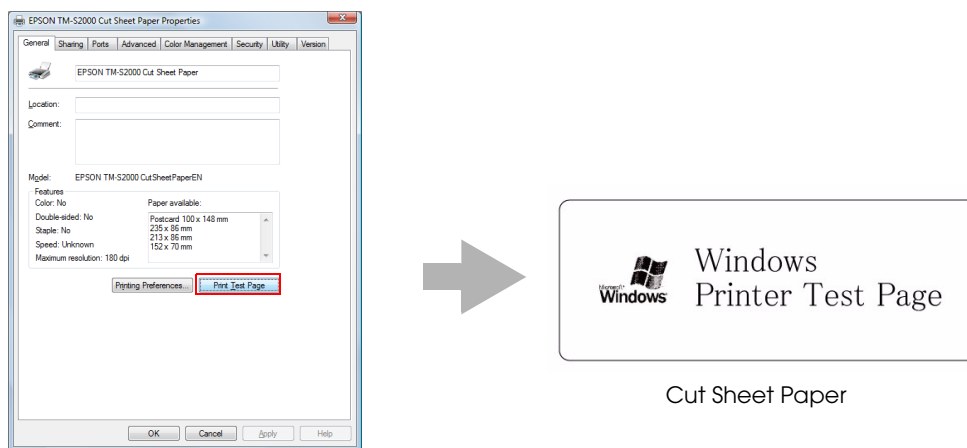 EPSON TM-S2000 Cut Sheet Paper Properties
General Sharing Ports Advanced Color Management Security Utility Version
EPSON TM-S2000 Cut Sheet Paper
Location:
Comment:
Model: EPSON TM-S2000 CutSheetPaperEN
Features
Color: No Paper available:
Double-sided: No Postcard 100 x 148 mm
235 x 86 mm
Staple: No 213 x 86 mm
Speed: Unknown 152 x 70 mm
Maximum resolution: 180 dpi
Printing Preferences... Print Test Page
OK Cancel Apply Help
Microsoft
Windows
Windows
Printer Test Page
Cut Sheet Paper